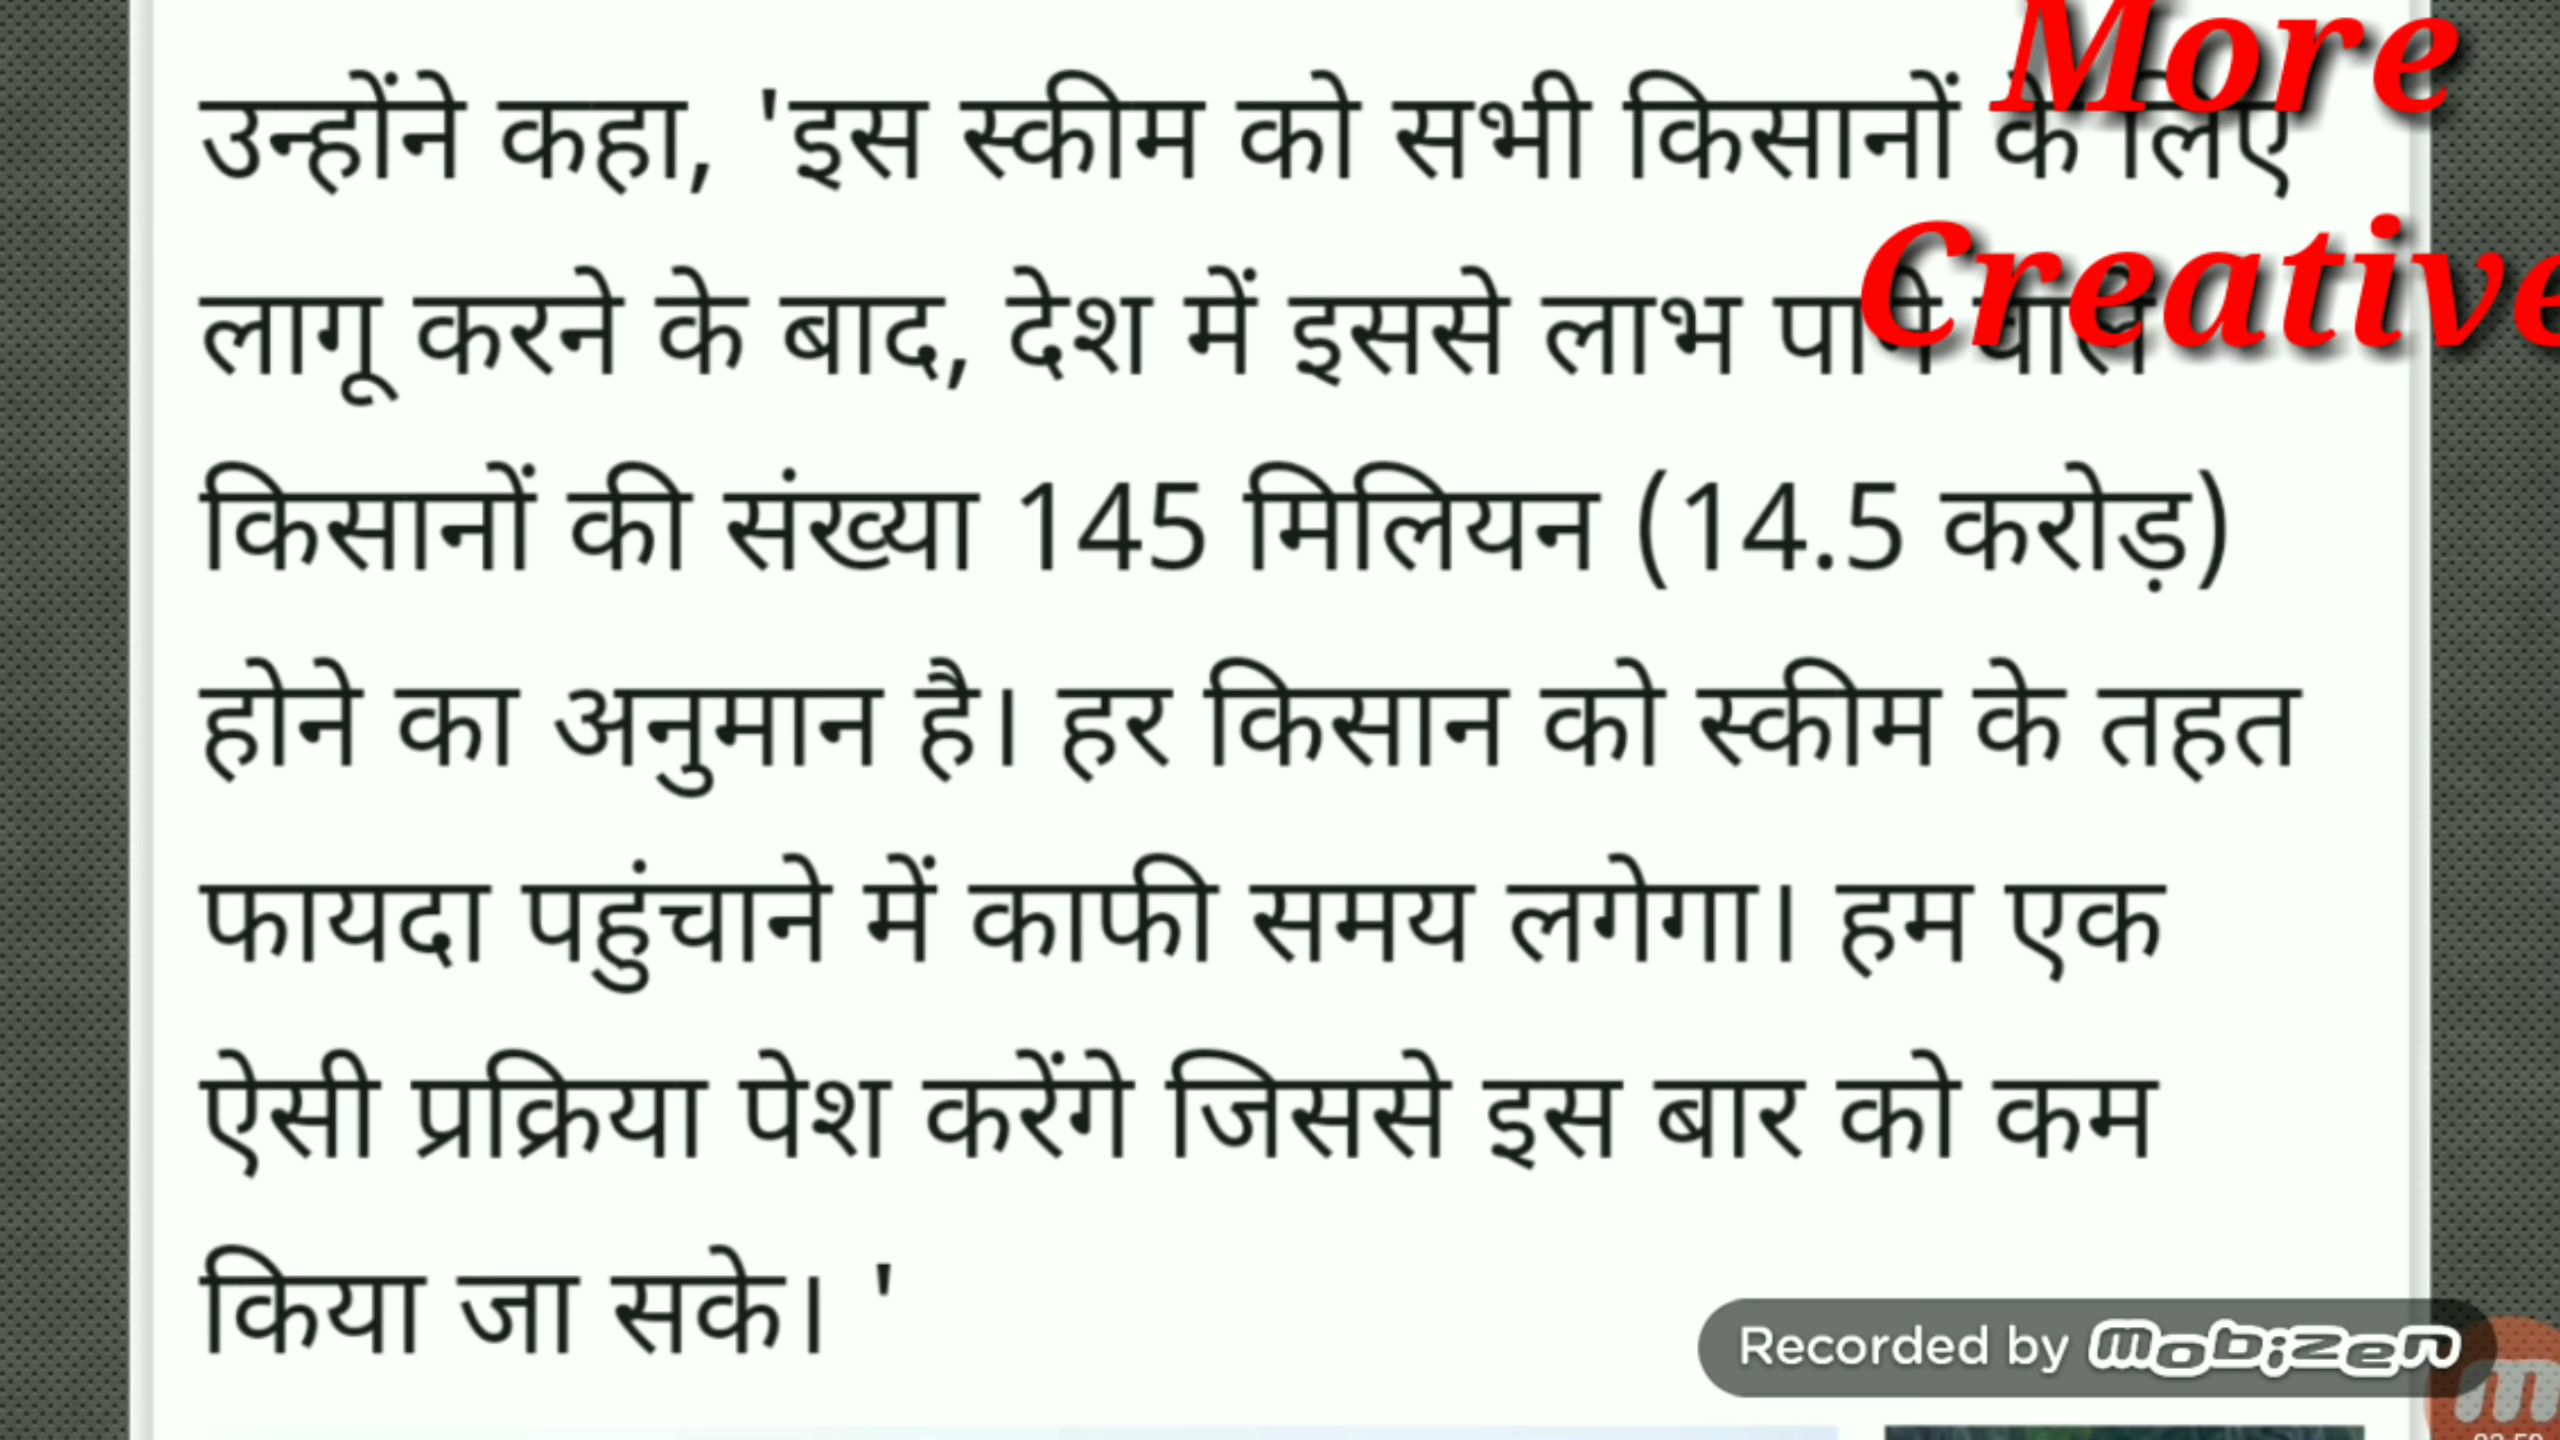 More
उन्होंने कहा, 'इस स्कीम को सभी किसानों के लिए
Creative
लागू करने के बाद, देश में इससे लाभ पाने वाले
किसानों की संख्या 145 मिलियन (14.5 करोड़)
होने का अनुमान है। हर किसान को स्कीम के तहत
फायदा पहुंचाने में काफी समय लगेगा। हम एक
ऐसी प्रक्रिया पेश करेंगे जिससे इस बार को कम
किया जा सके। '
Recorded by mobizen